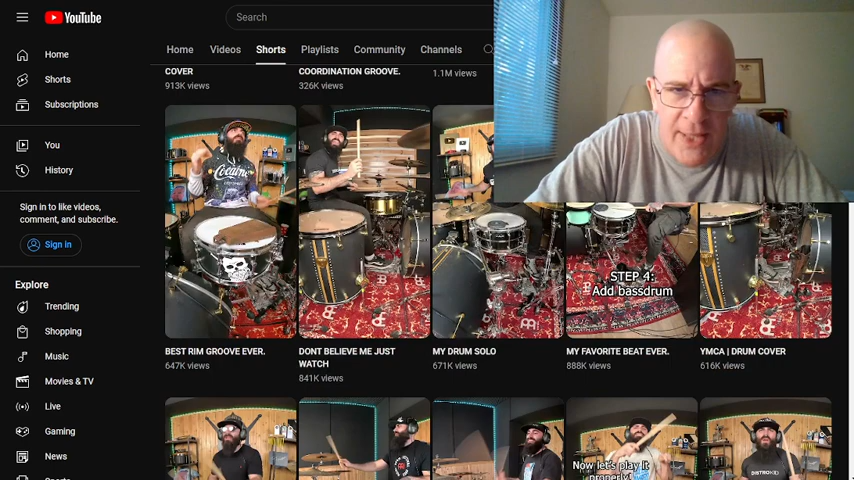 YouTube
Search
Home
Videos
Shorts
Playlists
Community
Channels
Home
Shorts
Subscriptions
You
History
Sign in to like videos,
comment, and subscribe.
Sign in
Explore
Trending
Shopping
Music
Movies & TV
Live
Gaming
News
COVER
913K views
COORDINATION GROOVE.
326K views
1.1M views
Cocaine
STEP 4:
Add bassdrum
BEST RIM GROOVE EVER.
647K views
DONT BELIEVE ME JUST
WATCH
841K views
MY DRUM SOLO
671K views
MY FAVORITE BEAT EVER.
888K views
YMCA | DRUM COVER
616K views
Now let's play it
properly!
DISTROKID